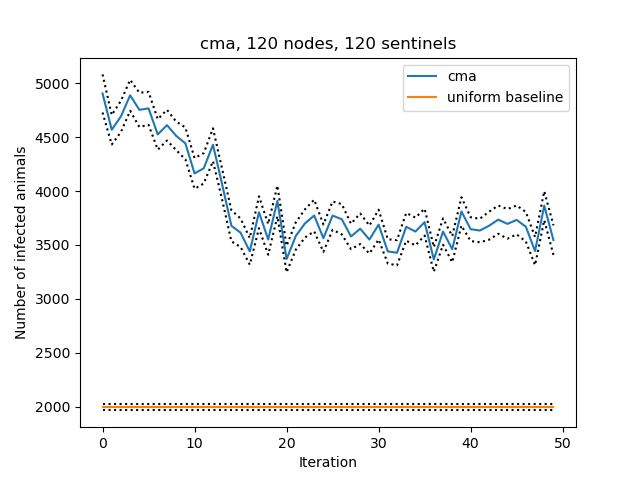 cma, 120 nodes, 120 sentinels
cma
uniform baseline
Number of infected animals
5000
4500
4000
3500
3000
2500
2000
0 10 20 30 40 50
Iteration